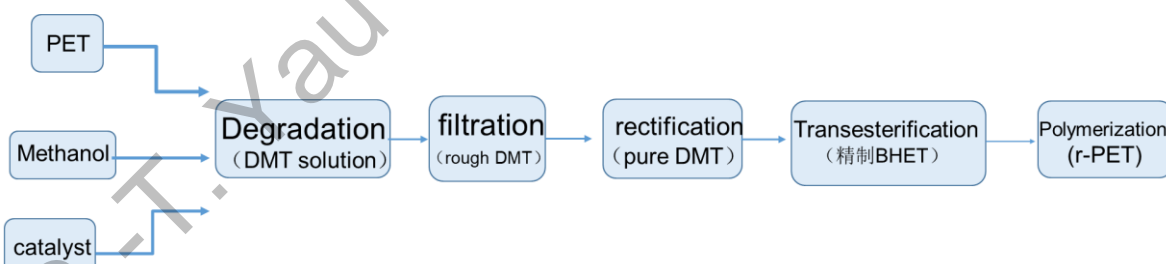 PET
Methanol
catalyst
Degradation
（DMT solution）
filtration
（rough DMT）
rectification
（pure DMT）
Transesterification
（精制BHET）
Polymerization
(r-PET)
-T.Yau